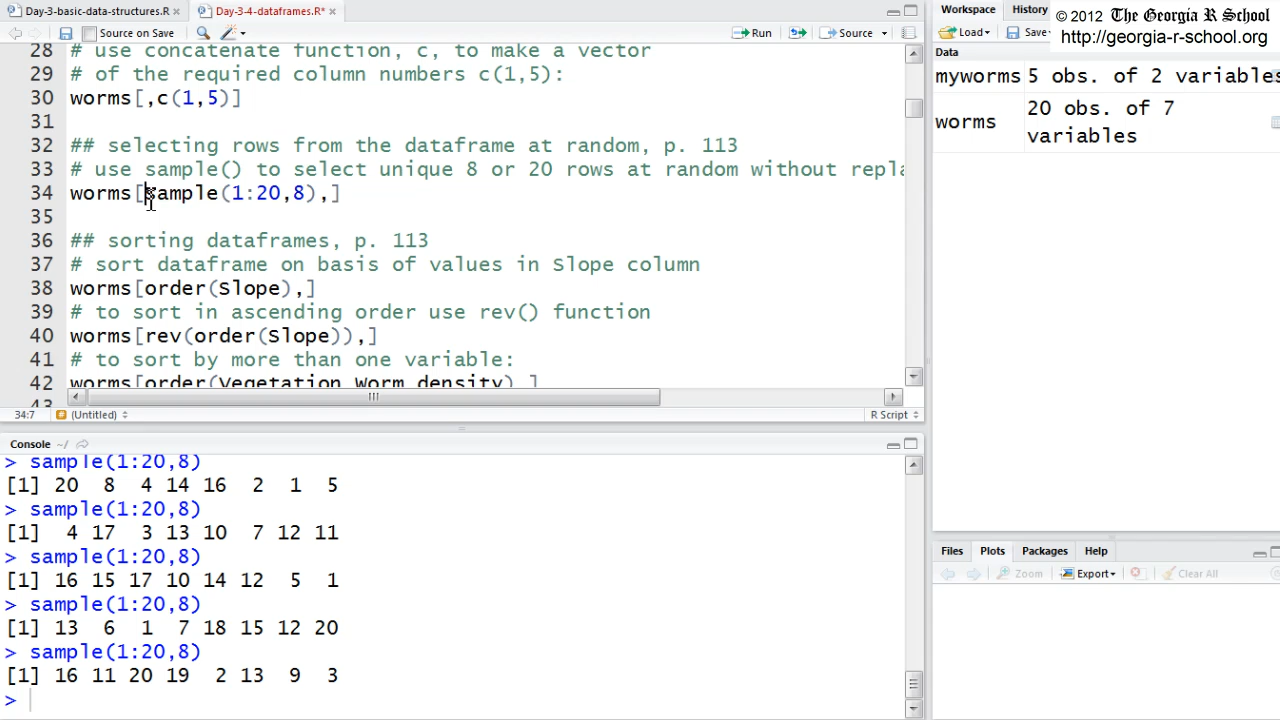 Day-3-basic-data-structures.R
Day-3-4-dataframes.R*
Source on Save
Run
Source
28 # use concatenate function, c, to make a vector
29 # of the required column numbers c(1,5):
30 worms[,c(1,5)]
31
32 ## selecting rows from the dataframe at random, p. 113
33 # use sample() to select unique 8 or 20 rows at random without repla
34 worms[sample(1:20,8),]
35
36 ## sorting dataframes, p. 113
37 # sort dataframe on basis of values in Slope column
38 worms[order(Slope),]
39 # to sort in ascending order use rev() function
40 worms[rev(order(Slope)),]
41 # to sort by more than one variable:
42 worms[order(Vegetation,Worm.density),]
43
34:7 (Untitled) R Script
Console ~/
> sample(1:20,8)
[1] 20 8 4 14 16 2 1 5
> sample(1:20,8)
[1] 4 17 3 13 10 7 12 11
> sample(1:20,8)
[1] 16 15 17 10 14 12 5 1
> sample(1:20,8)
[1] 13 6 1 7 18 15 12 20
> sample(1:20,8)
[1] 16 11 20 19 2 13 9 3
>
Workspace History
Load Save
© 2012 The Georgia R School
http://georgia-r-school.org
Data
myworms 5 obs. of 2 variables
worms 20 obs. of 7 variables
Files Plots Packages Help
Zoom Export Clear All